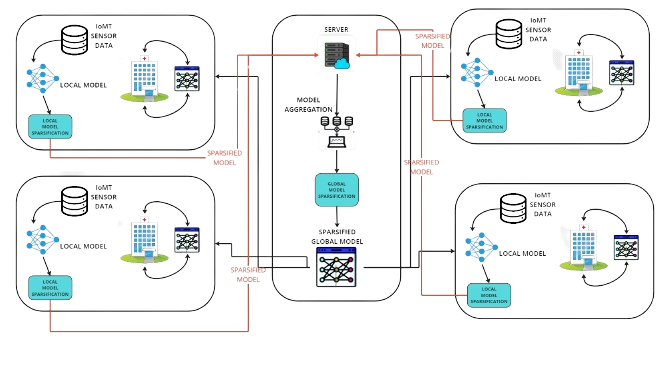 IoMT
SENSOR
DATA
LOCAL MODEL
LOCAL
MODEL
SPARSIFICATION
SPARSIFIED
MODEL
IoMT
SENSOR
DATA
LOCAL MODEL
LOCAL
MODEL
SPARSIFICATION
SPARSIFIED
MODEL
SERVER
MODEL
AGGREGATION
GLOBAL
MODEL
SPARSIFICATION
SPARSIFIED
GLOBAL MODEL
SPARSIFIED
MODEL
IoMT
SENSOR
DATA
LOCAL MODEL
LOCAL
MODEL
SPARSIFICATION
SPARSIFIED
MODEL
IoMT
SENSOR
DATA
LOCAL MODEL
LOCAL
MODEL
SPARSIFICATION